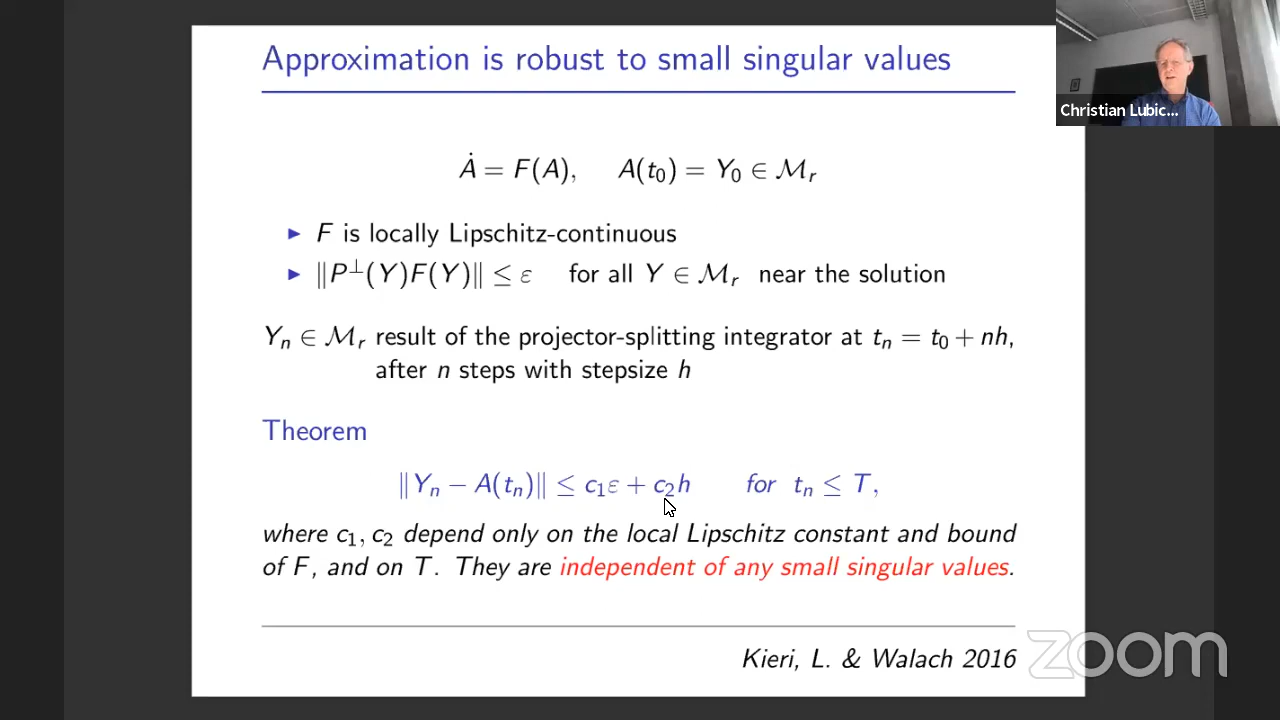 Approximation is robust to small singular values
Christian Lubic...
Ȧ = F(A), A(t₀) = Y₀ ∈ ℳᵣ
▶ F is locally Lipschitz-continuous
▶ ‖P⊥(Y)F(Y)‖ ≤ ε for all Y ∈ ℳᵣ near the solution
Yₙ ∈ ℳᵣ result of the projector-splitting integrator at tₙ = t₀ + nh,
after n steps with stepsize h
Theorem
‖Yₙ − A(tₙ)‖ ≤ c₁ε + c₂h for tₙ ≤ T,
where c₁, c₂ depend only on the local Lipschitz constant and bound
of F, and on T. They are independent of any small singular values.
Kieri, L. & Walach 2016
zoom